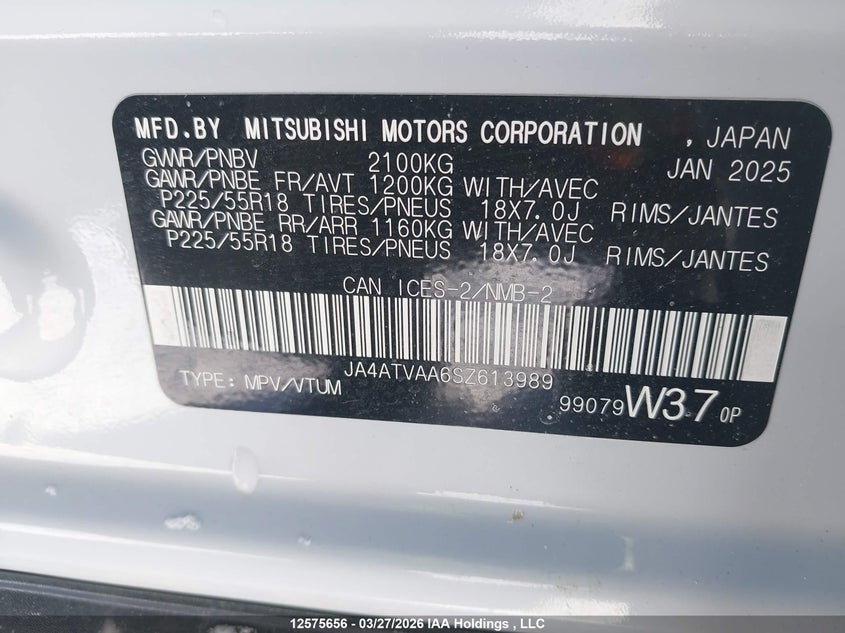 MFD.BY MITSUBISHI MOTORS CORPORATION , JAPAN
GVWR/PNBV 2100KG JAN 2025
GAWR/PNBE FR/AVT 1200KG WITH/AVEC
P225/55R18 TIRES/PNEUS 18X7.0J RIMS/JANTES
GAWR/PNBE RR/ARR 1160KG WITH/AVEC
P225/55R18 TIRES/PNEUS 18X7.0J RIMS/JANTES
CAN ICES-2/NMB-2
JA4ATVAA6SZ613989
TYPE: MPV/VTUM
99079 W37 0P
12575656 - 03/27/2026 IAA Holdings , LLC